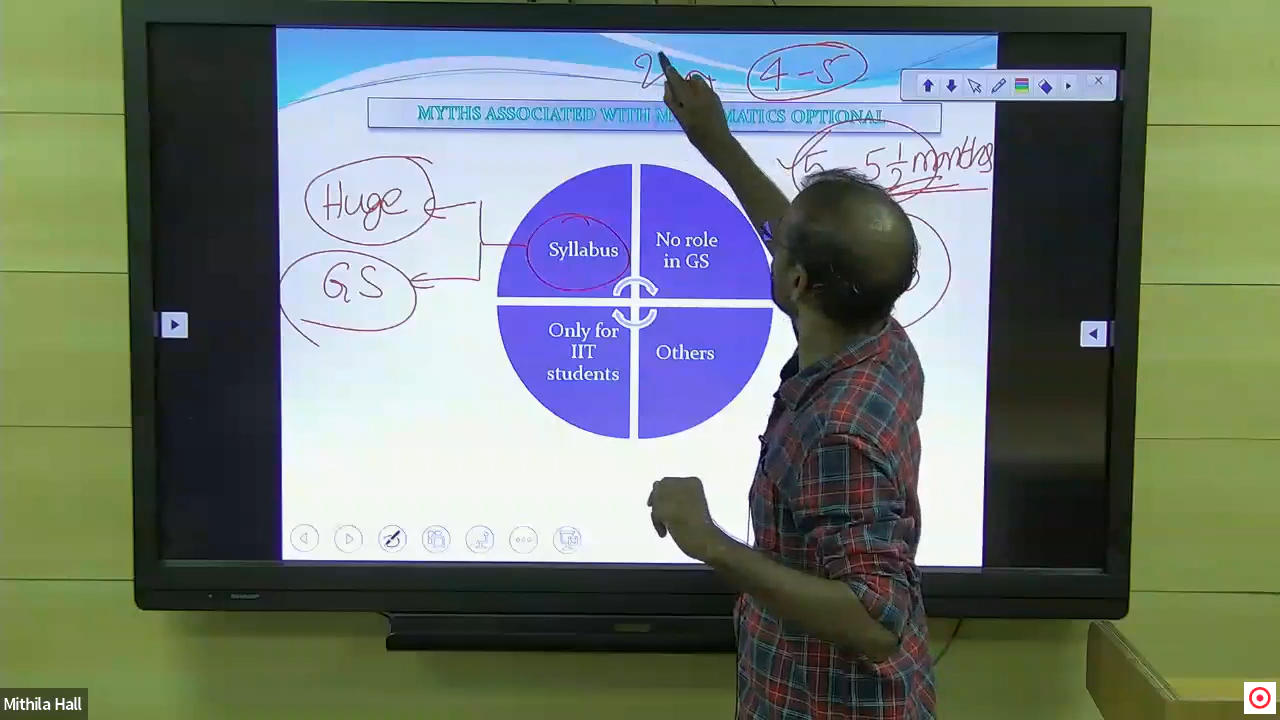 4-5
MYTHS ASSOCIATED WITH OPTIONAL
5 - 5 1/2 months
Huge
GS
Syllabus
No role
in GS
Only for
IIT
students
Others
SHARP
Mithila Hall